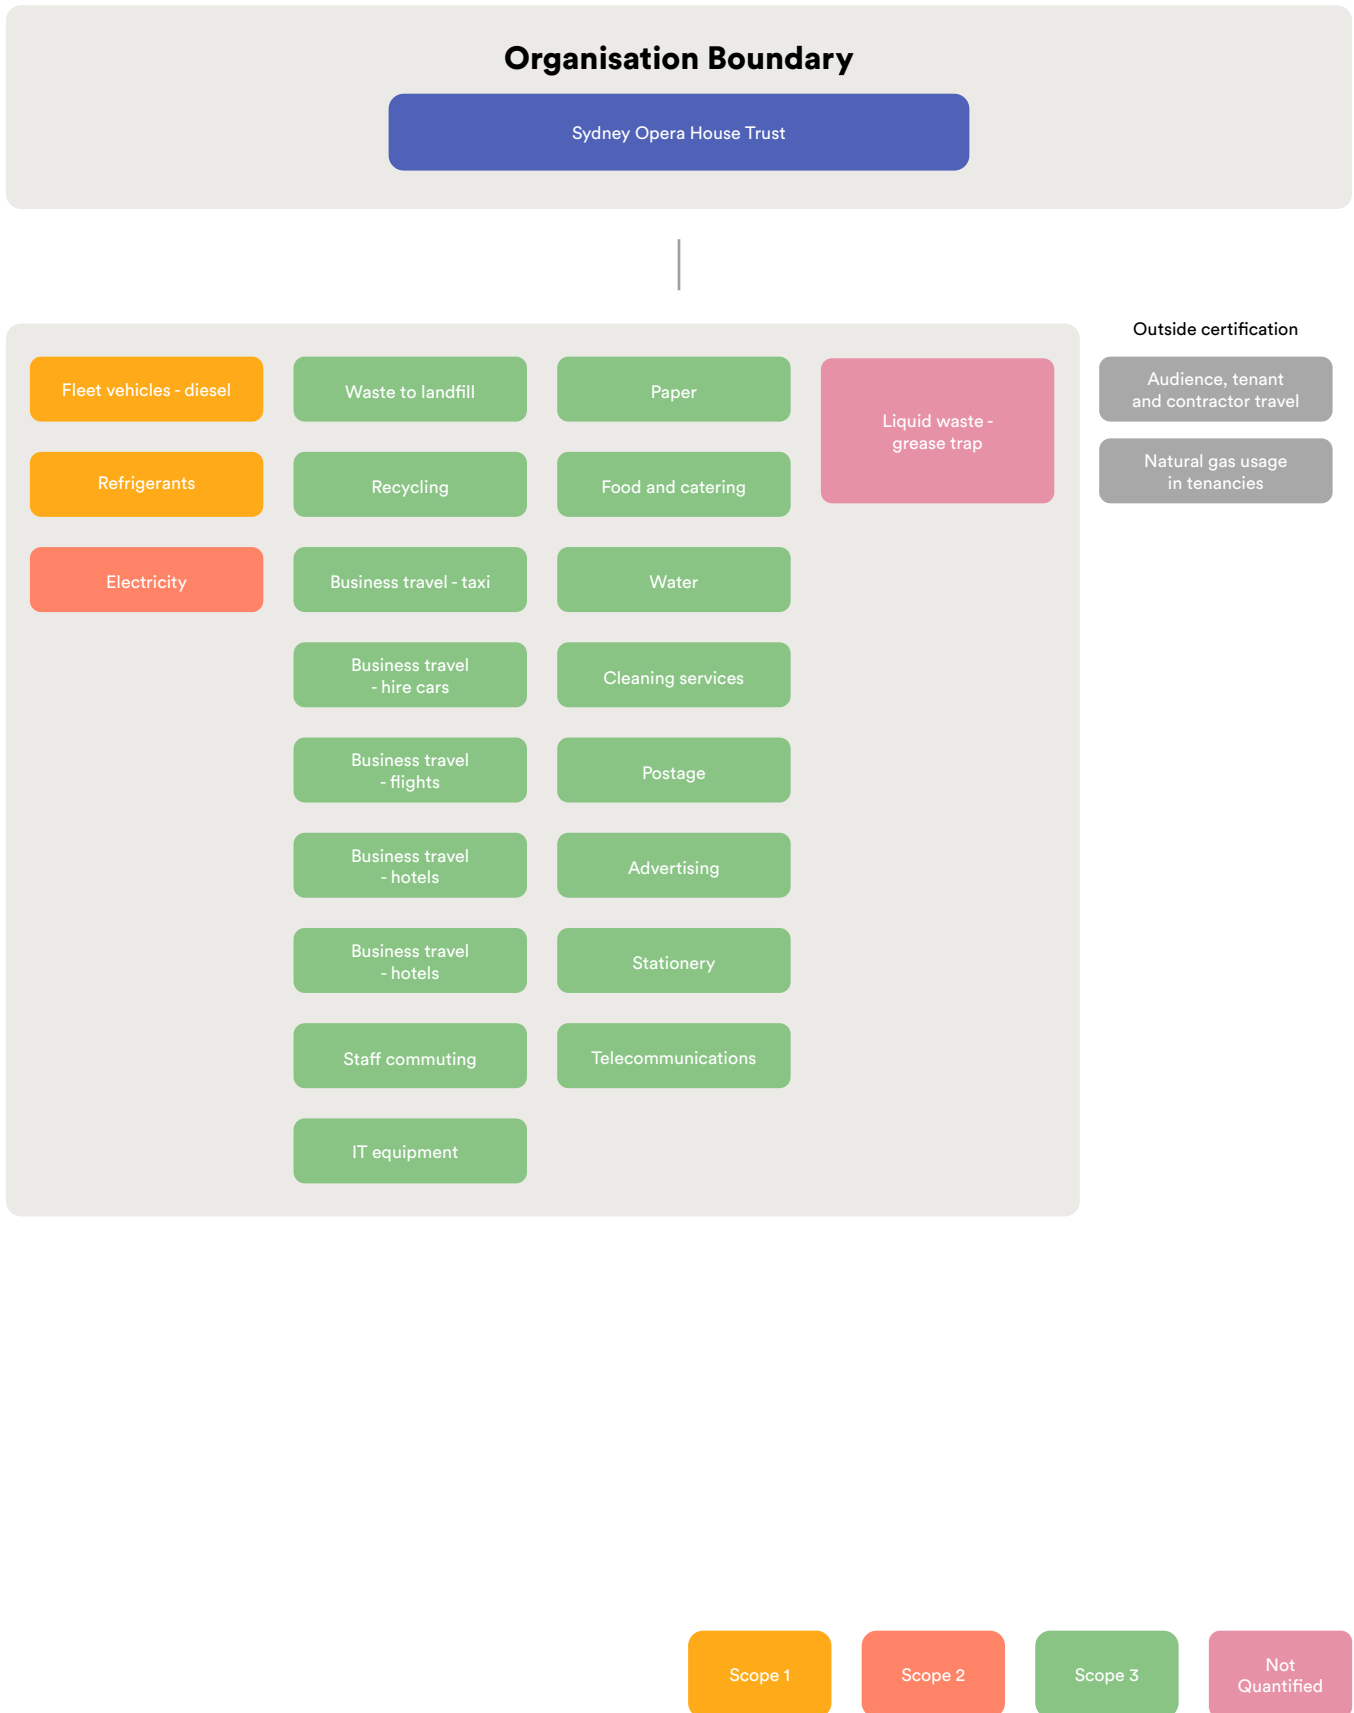 Organisation Boundary
Sydney Opera House Trust
Fleet vehicles - diesel
Refrigerants
Electricity
Waste to landfill
Recycling
Business travel - taxi
Business travel
- hire cars
Business travel
- flights
Business travel
- hotels
Business travel
- hotels
Staff commuting
IT equipment
Paper
Food and catering
Water
Cleaning services
Postage
Advertising
Stationery
Telecommunications
Liquid waste -
grease trap
Outside certification
Audience, tenant
and contractor travel
Natural gas usage
in tenancies
Scope 1
Scope 2
Scope 3
Not
Quantified